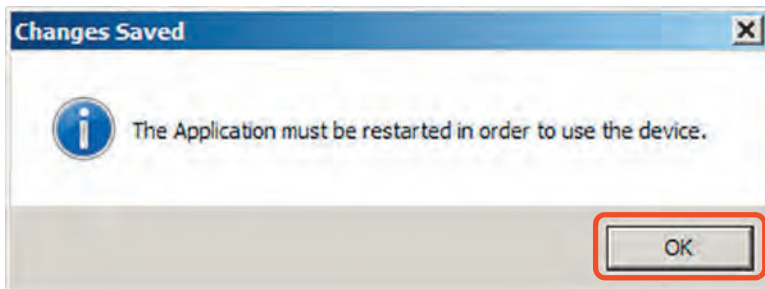 Changes Saved
The Application must be restarted in order to use the device.
OK